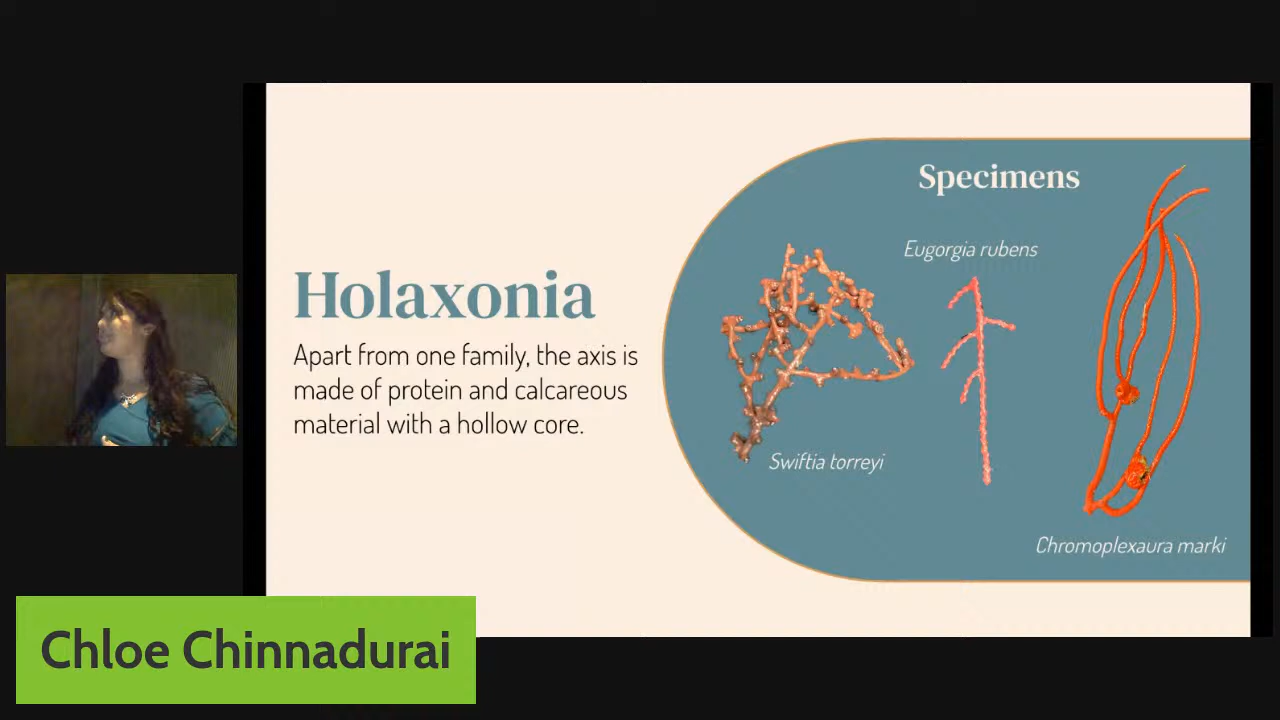 Specimens
Eugorgia rubens
Holaxonia
Apart from one family, the axis is
made of protein and calcareous
material with a hollow core.
Swiftia torreyi
Chromoplexaura marki
Chloe Chinnadurai